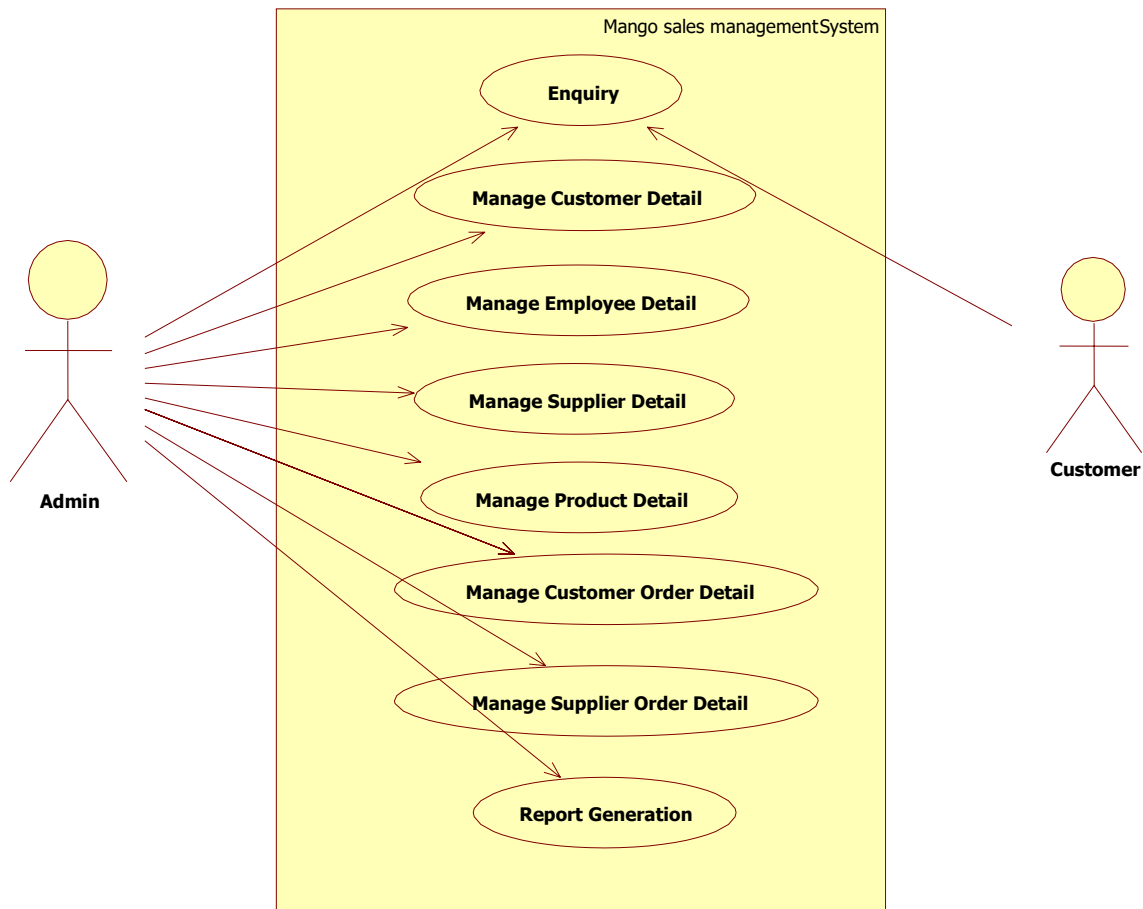 Mango sales managementSystem
Enquiry
Manage Customer Detail
Manage Employee Detail
Manage Supplier Detail
Manage Product Detail
Manage Customer Order Detail
Manage Supplier Order Detail
Report Generation
Admin
Customer